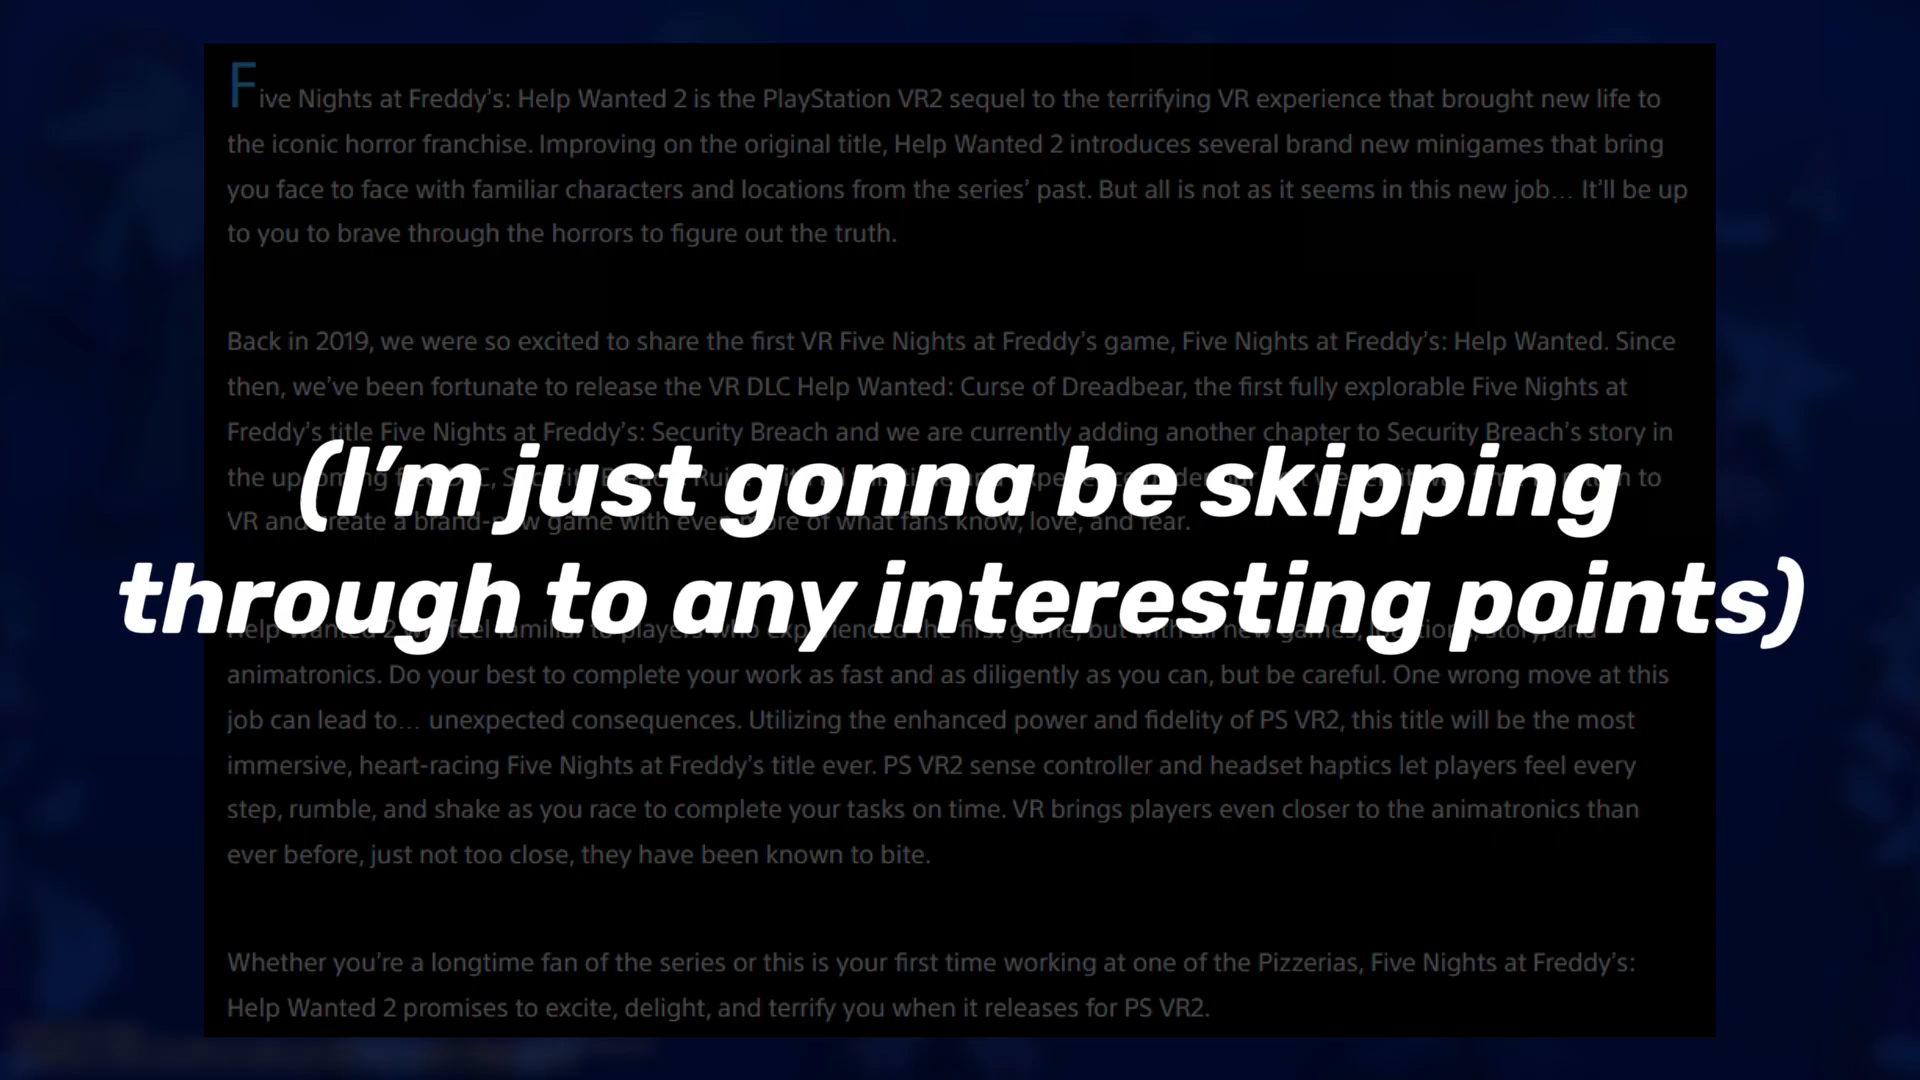 Five Nights at Freddy's: Help Wanted 2 is the PlayStation VR2 sequel to the terrifying VR experience that brought new life to
the iconic horror franchise. Improving on the original title, Help Wanted 2 introduces several brand new minigames that bring
you face to face with familiar characters and locations from the series' past. But all is not as it seems in this new job... It'll be up
to you to brave through the horrors to figure out the truth.
Back in 2019, we were so excited to share the first VR Five Nights at Freddy's game, Five Nights at Freddy's: Help Wanted. Since
then, we've been fortunate to release the VR DLC Help Wanted: Curse of Dreadbear, the first fully explorable Five Nights at
Freddy's title Five Nights at Freddy's: Security Breach and we are currently adding another chapter to Security Breach's story in
the to
VR and create a brand-new game with even more of what fans know, love, and fear.
(I'm just gonna be skipping
through to any interesting points)
animatronics. Do your best to complete your work as fast and as diligently as you can, but be careful. One wrong move at this
job can lead to... unexpected consequences. Utilizing the enhanced power and fidelity of PS VR2, this title will be the most
immersive, heart-racing Five Nights at Freddy's title ever. PS VR2 sense controller and headset haptics let players feel every
step, rumble, and shake as you race to complete your tasks on time. VR brings players even closer to the animatronics than
ever before, just not too close, they have been known to bite.
Whether you're a longtime fan of the series or this is your first time working at one of the Pizzerias, Five Nights at Freddy's:
Help Wanted 2 promises to excite, delight, and terrify you when it releases for PS VR2.